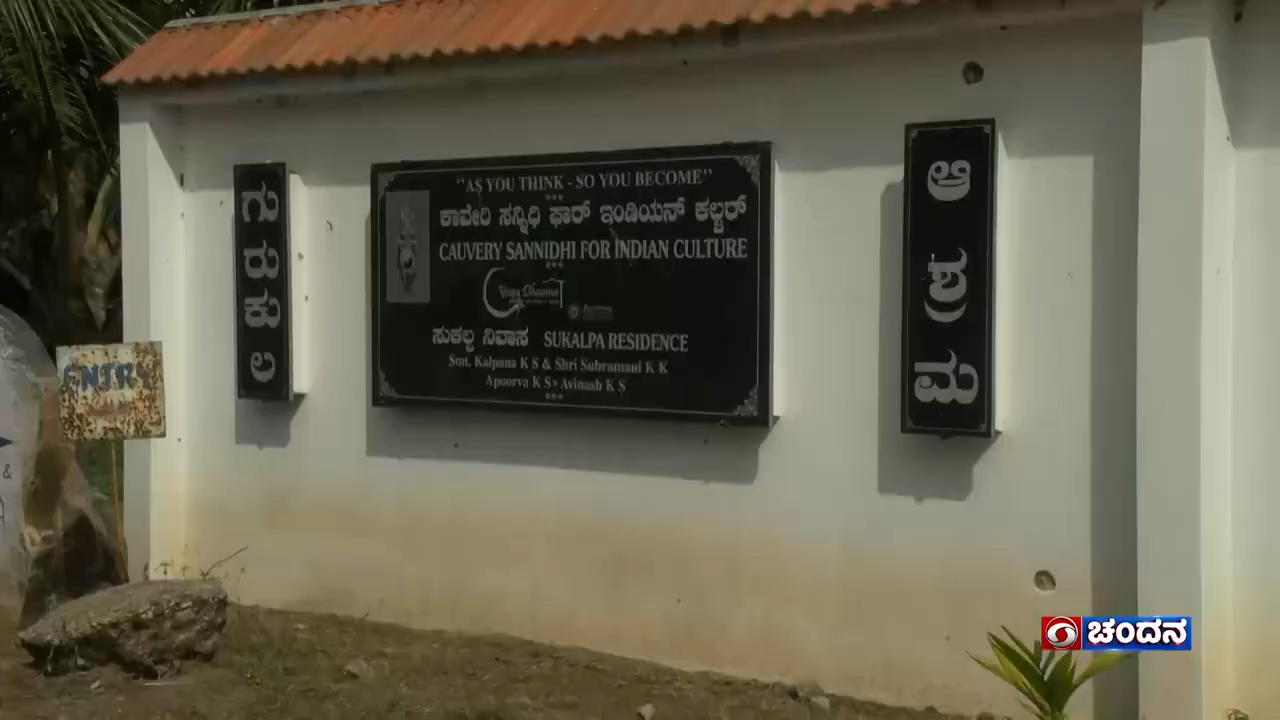 ಗುರುಕುಲ
"AS YOU THINK - SO YOU BECOME"
ಕಾವೇರಿ ಸನ್ನಿಧಿ ಫಾರ್ ಇಂಡಿಯನ್ ಕಲ್ಚರ್
CAUVERY SANNIDHI FOR INDIAN CULTURE
ಸುಕಲ್ಪ ನಿವಾಸ SUKALPA RESIDENCE
Smt. Kalpana K S & Shri Subramani K K
Apoorva K S Avinash K S
ಆಶ್ರಮ
ENTRY
&
ಚಂದನ